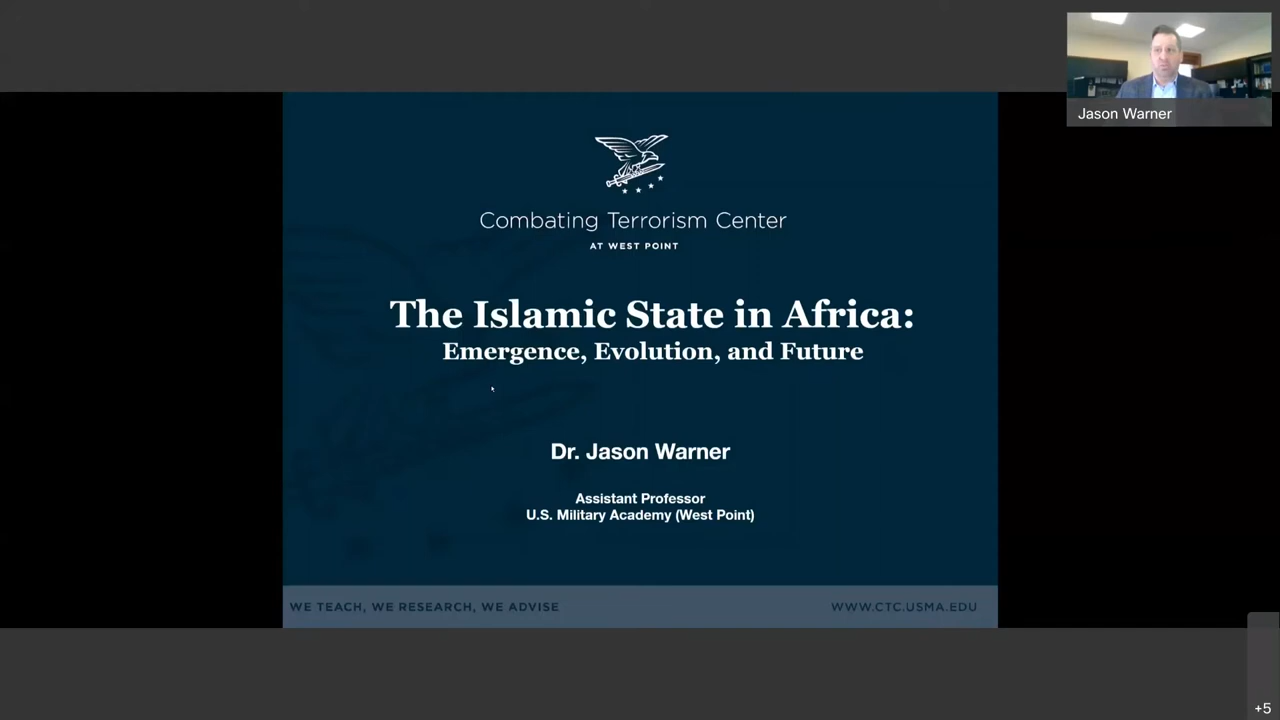 Jason Warner
Combating Terrorism Center
AT WEST POINT
The Islamic State in Africa:
Emergence, Evolution, and Future
Dr. Jason Warner
Assistant Professor
U.S. Military Academy (West Point)
WE TEACH, WE RESEARCH, WE ADVISE
WWW.CTC.USMA.EDU
+5